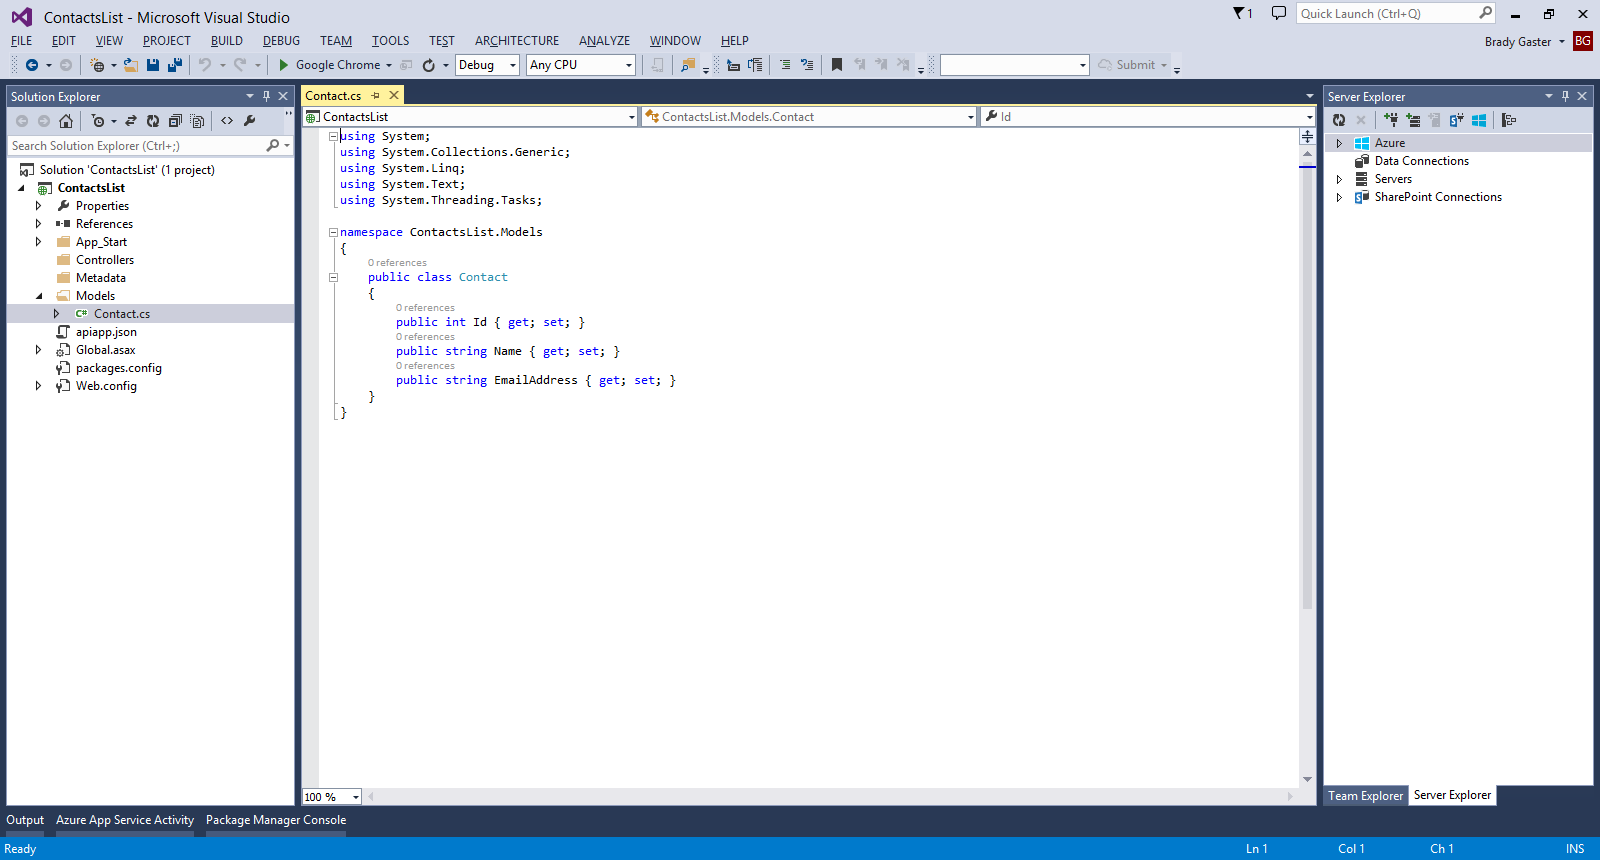 ContactsList - Microsoft Visual Studio
1
Quick Launch (Ctrl+Q)
FILE EDIT VIEW PROJECT BUILD DEBUG TEAM TOOLS TEST ARCHITECTURE ANALYZE WINDOW HELP
Brady Gaster BG
Google Chrome Debug Any CPU Submit
Solution Explorer
Search Solution Explorer (Ctrl+;)
Solution 'ContactsList' (1 project)
ContactsList
Properties
References
App_Start
Controllers
Metadata
Models
C# Contact.cs
apiapp.json
Global.asax
packages.config
Web.config
Contact.cs
ContactsList ContactsList.Models.Contact Id
using System;
using System.Collections.Generic;
using System.Linq;
using System.Text;
using System.Threading.Tasks;
namespace ContactsList.Models
{
0 references
public class Contact
{
0 references
public int Id { get; set; }
0 references
public string Name { get; set; }
0 references
public string EmailAddress { get; set; }
}
}
100 %
Server Explorer
Azure
Data Connections
Servers
SharePoint Connections
Team Explorer Server Explorer
Output Azure App Service Activity Package Manager Console
Ready Ln 1 Col 1 Ch 1 INS